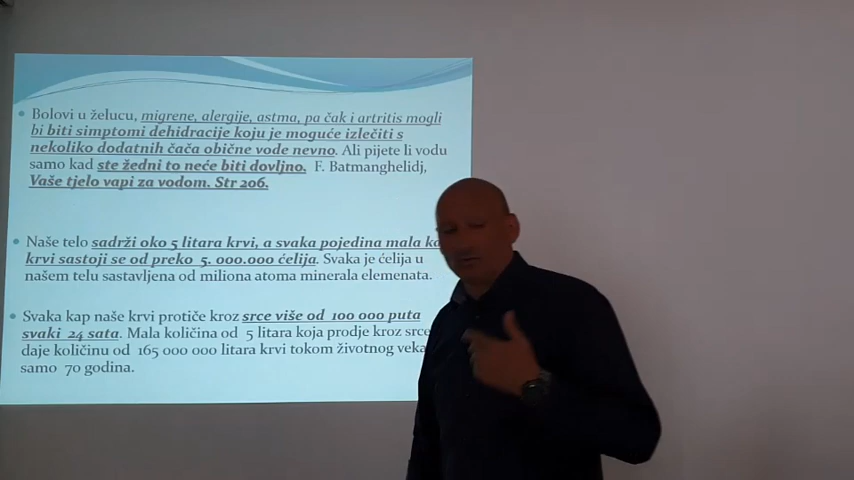 Bolovi u želucu, migrene, alergije, astma, pa čak i artritis mogli
bi biti simptomi dehidracije koju je moguće izlečiti s
nekoliko dodatnih čača obične vode nevno. Ali pijete li vodu
samo kad ste žedni to neće biti dovljno. F. Batmanghelidj,
Vaše tjelo vapi za vodom. Str 206.
Naše telo sadrži oko 5 litara krvi, a svaka pojedina mala
krvi sastoji se od preko 5. 000.000 ćelija. Svaka je ćelija u
našem telu sastavljena od miliona atoma minerala elemenata.
Svaka kap naše krvi protiče kroz srce više od 100 000 puta
svaki 24 sata. Mala količina od 5 litara koja prodje kroz srce
daje količinu od 165 000 000 litara krvi tokom životnog veka
samo 70 godina.